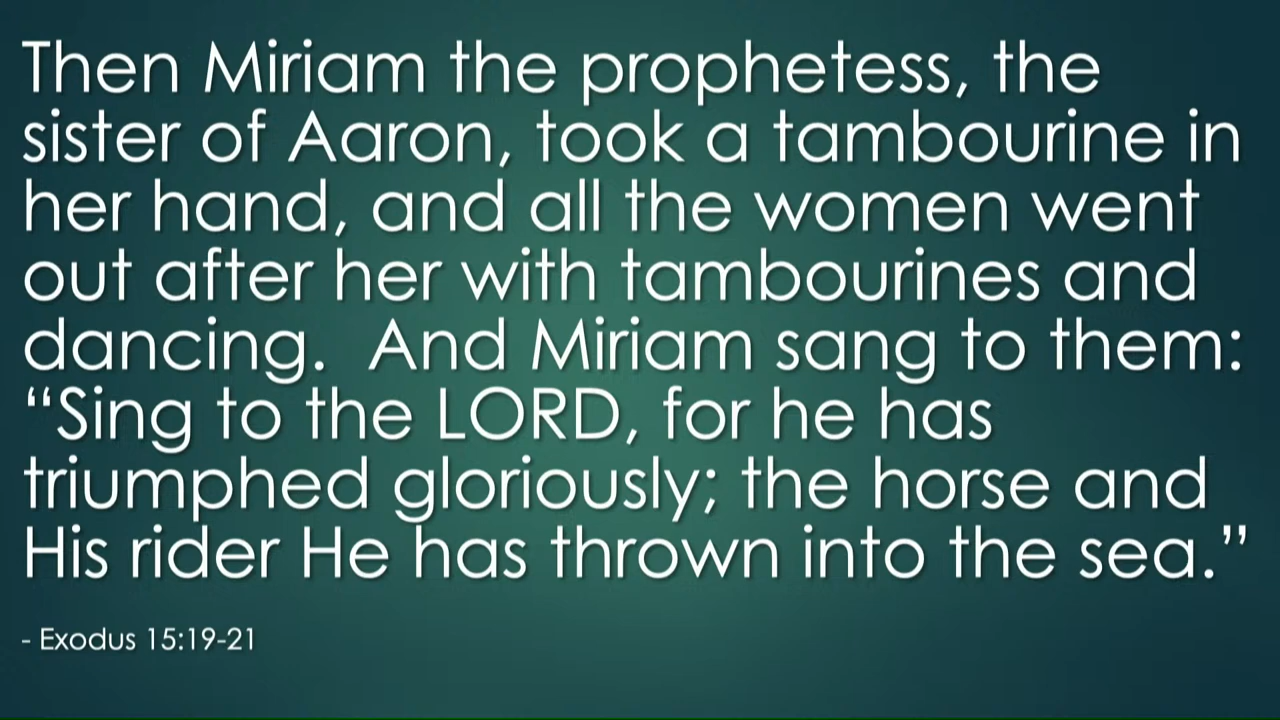 Then Miriam the prophetess, the
sister of Aaron, took a tambourine in
her hand, and all the women went
out after her with tambourines and
dancing.  And Miriam sang to them:
“Sing to the LORD, for he has
triumphed gloriously; the horse and
His rider He has thrown into the sea.”
- Exodus 15:19-21